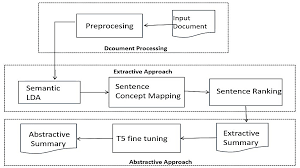 Preprocesing
Input
Document
Dcoument Processing
Extractive Approach
Semantic
LDA
Sentence
Concept Mapping
Sentence Ranking
Abstractive
Summary
T5 fine tuning
Extractive
Summary
Abstractive Approach